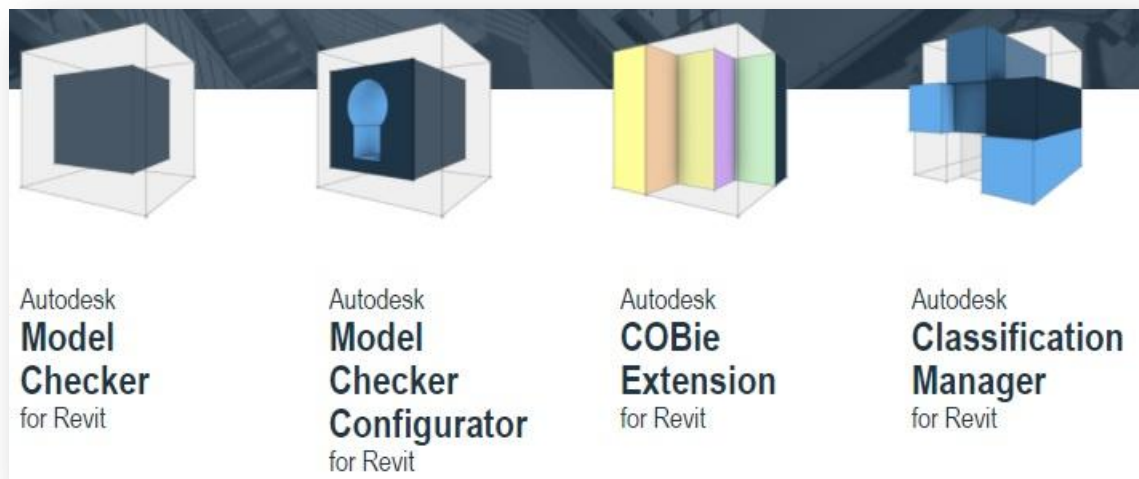 Autodesk
Model
Checker
for Revit
Autodesk
Model
Checker
Configurator
for Revit
Autodesk
COBie
Extension
for Revit
Autodesk
Classification
Manager
for Revit